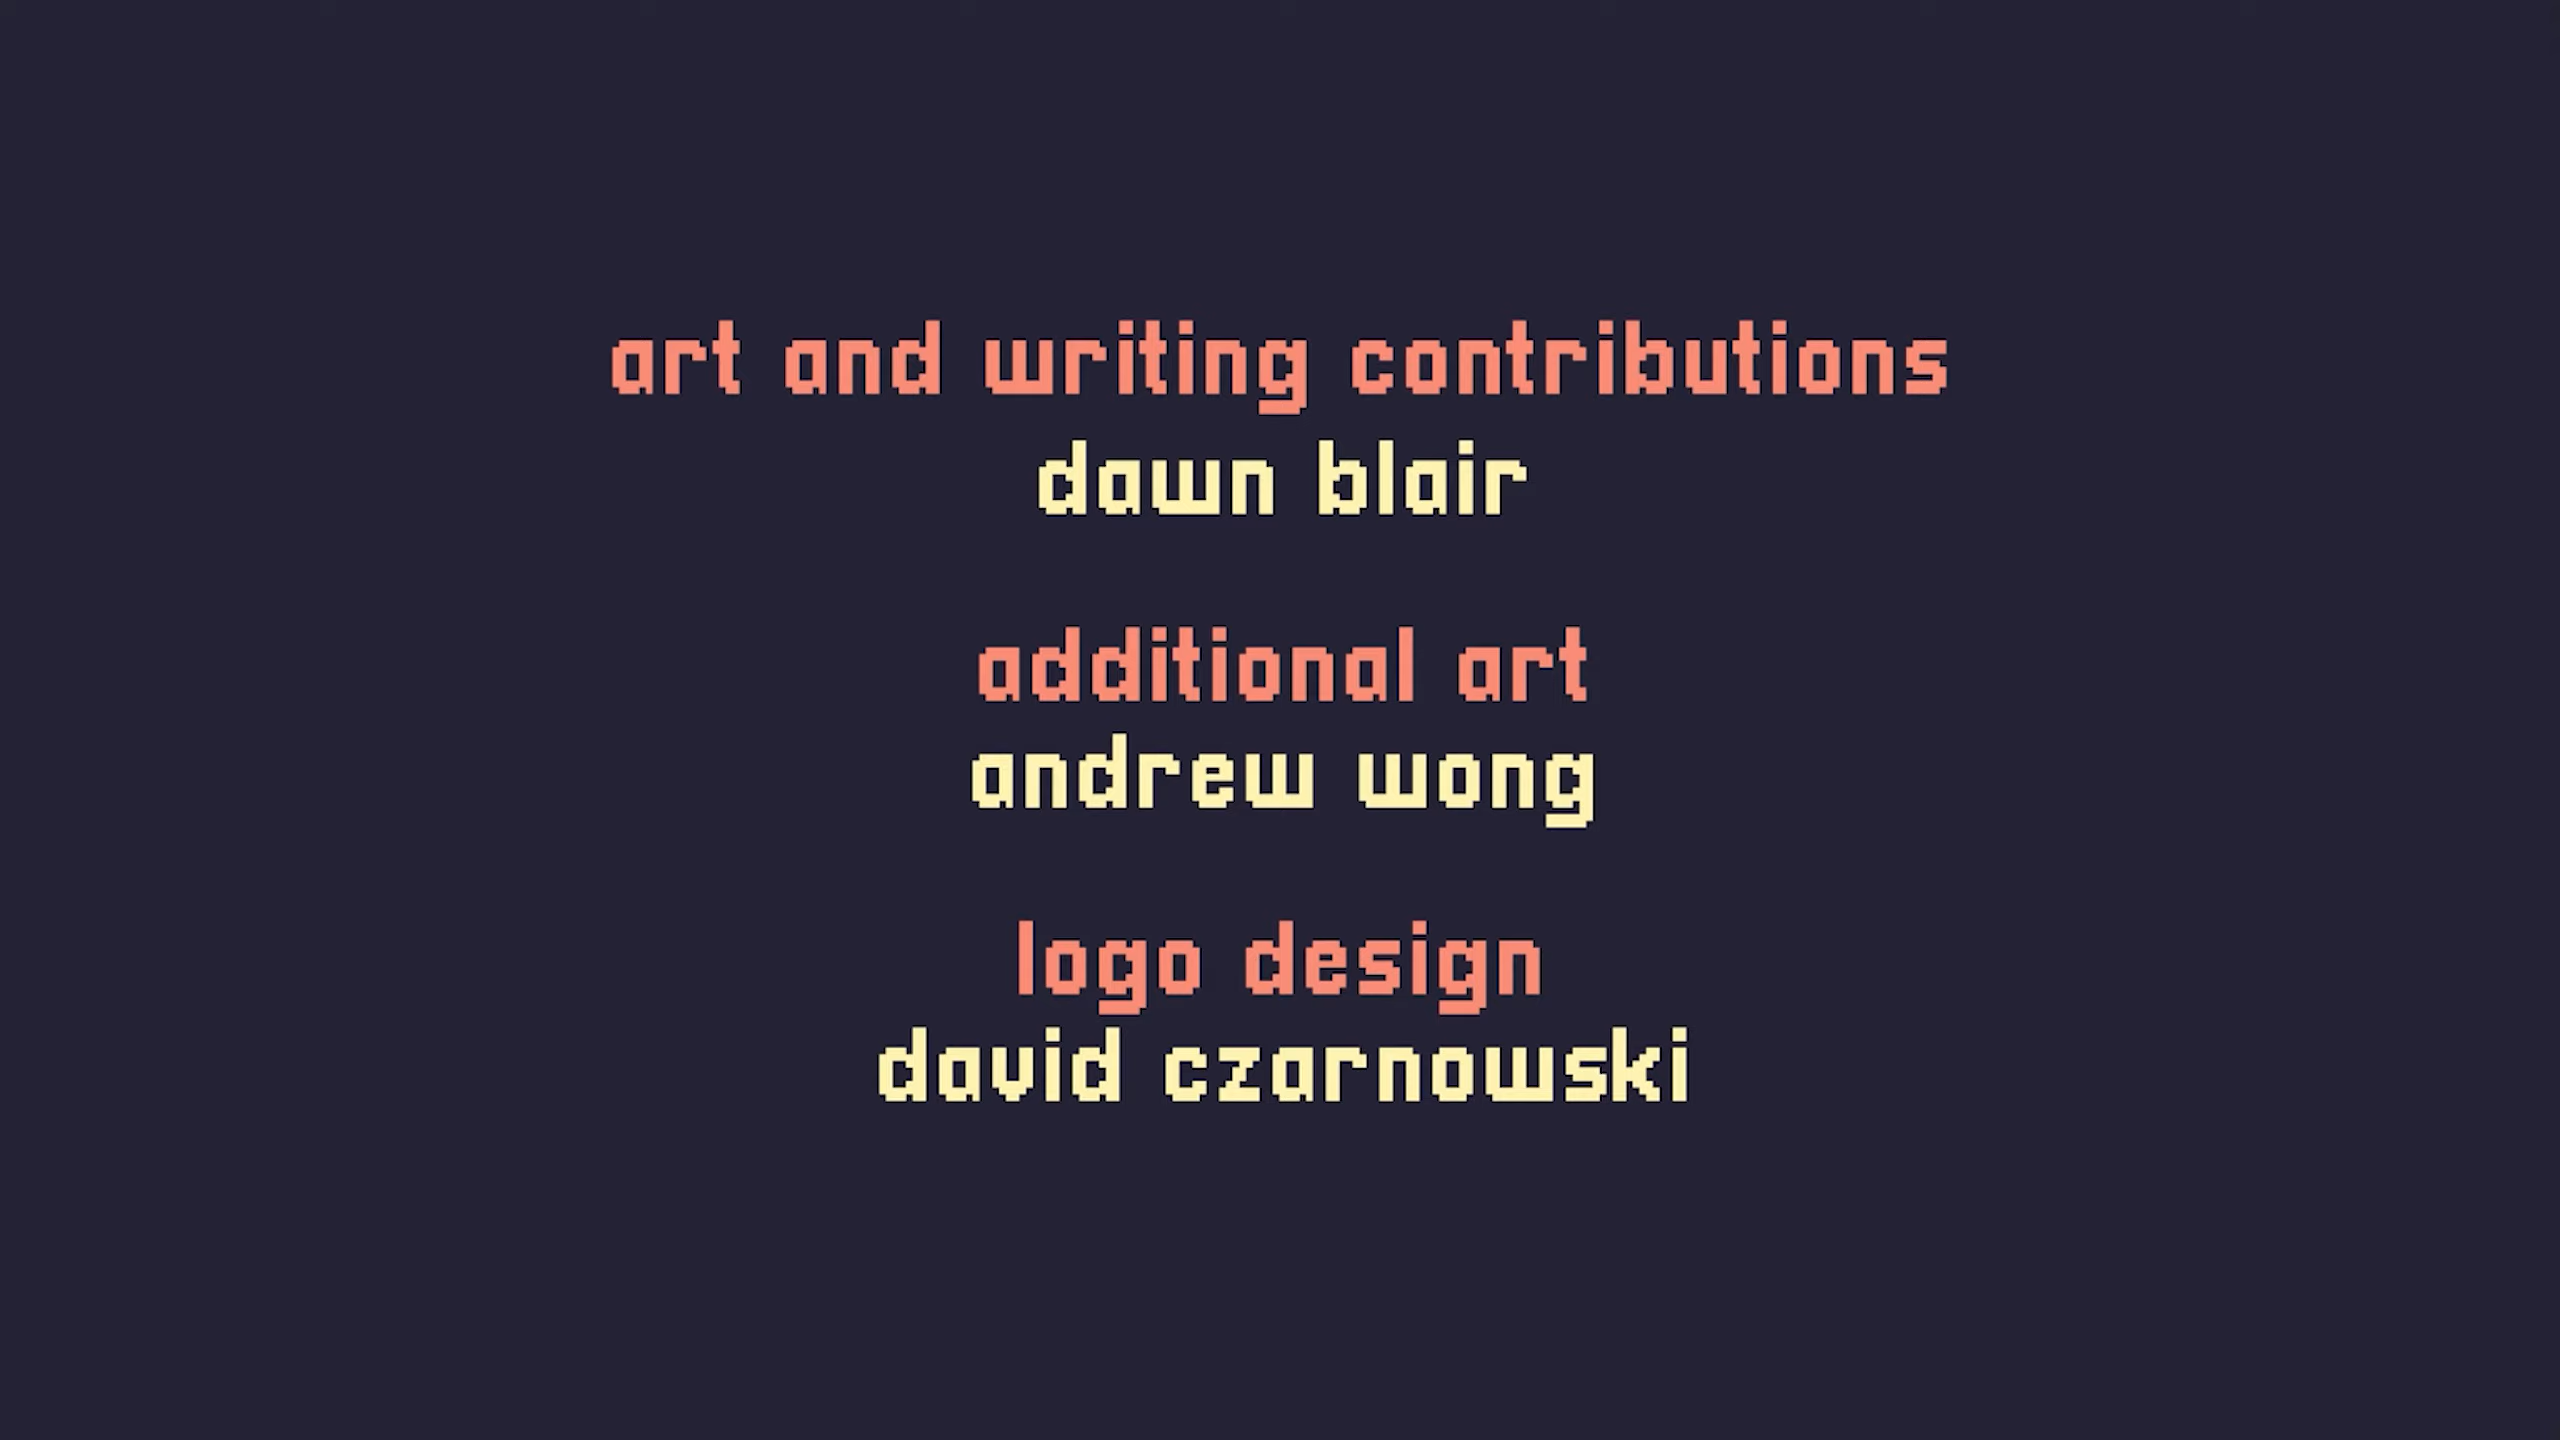 art and writing contributions
dawn blair
additional art
andrew wong
logo design
david czarnowski